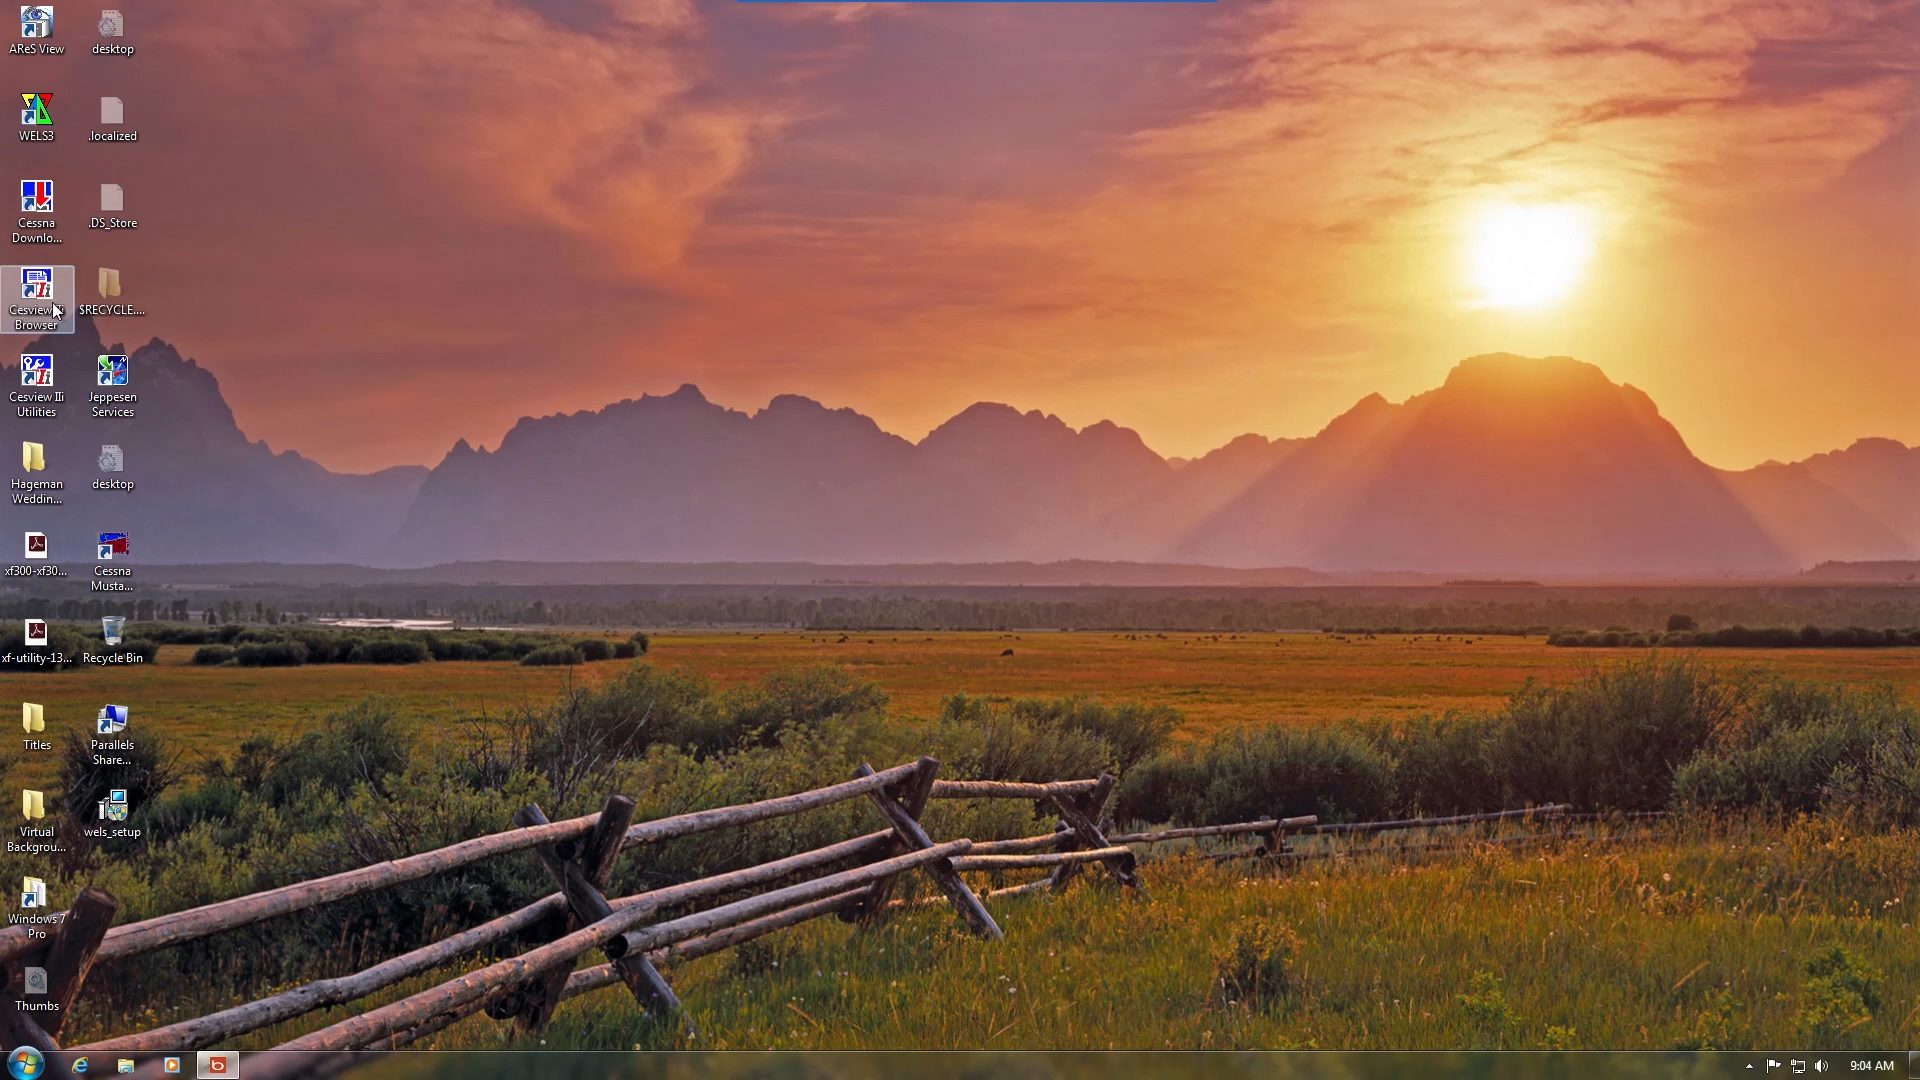 AReS View
desktop
WELS3
.localized
Cessna
Downlo...
.DS_Store
Cesview IIi
Browser
$RECYCLE....
Cesview IIi
Utilities
Jeppesen
Services
Hageman
Weddin...
desktop
xf300-xf30...
Cessna
Musta...
xf-utility-13...
Recycle Bin
Titles
Parallels
Share...
Virtual
Backgrou...
wels_setup
Windows 7
Pro
Thumbs
9:04 AM